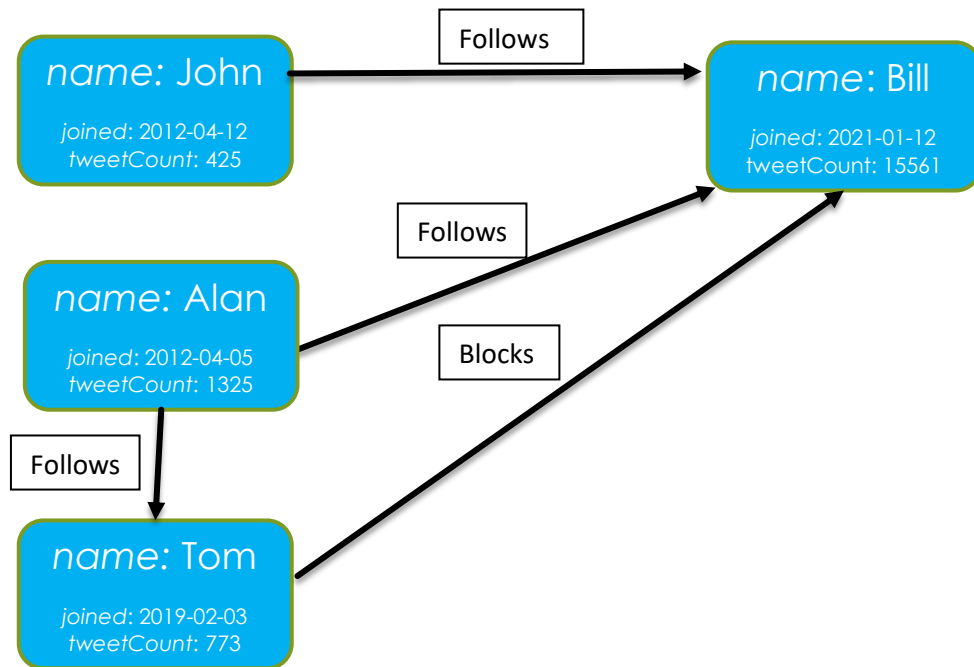 Follows
name: John
joined: 2012-04-12
tweetCount: 425
name: Bill
joined: 2021-01-12
tweetCount: 15561
Follows
name: Alan
joined: 2012-04-05
tweetCount: 1325
Blocks
Follows
name: Tom
joined: 2019-02-03
tweetCount: 773